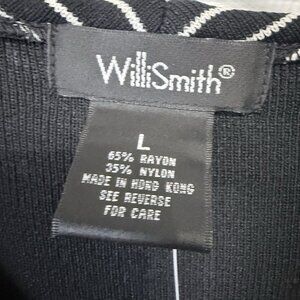 WilliSmith®
L
65% RAYON
35% NYLON
MADE IN HONG KONG
SEE REVERSE
FOR CARE